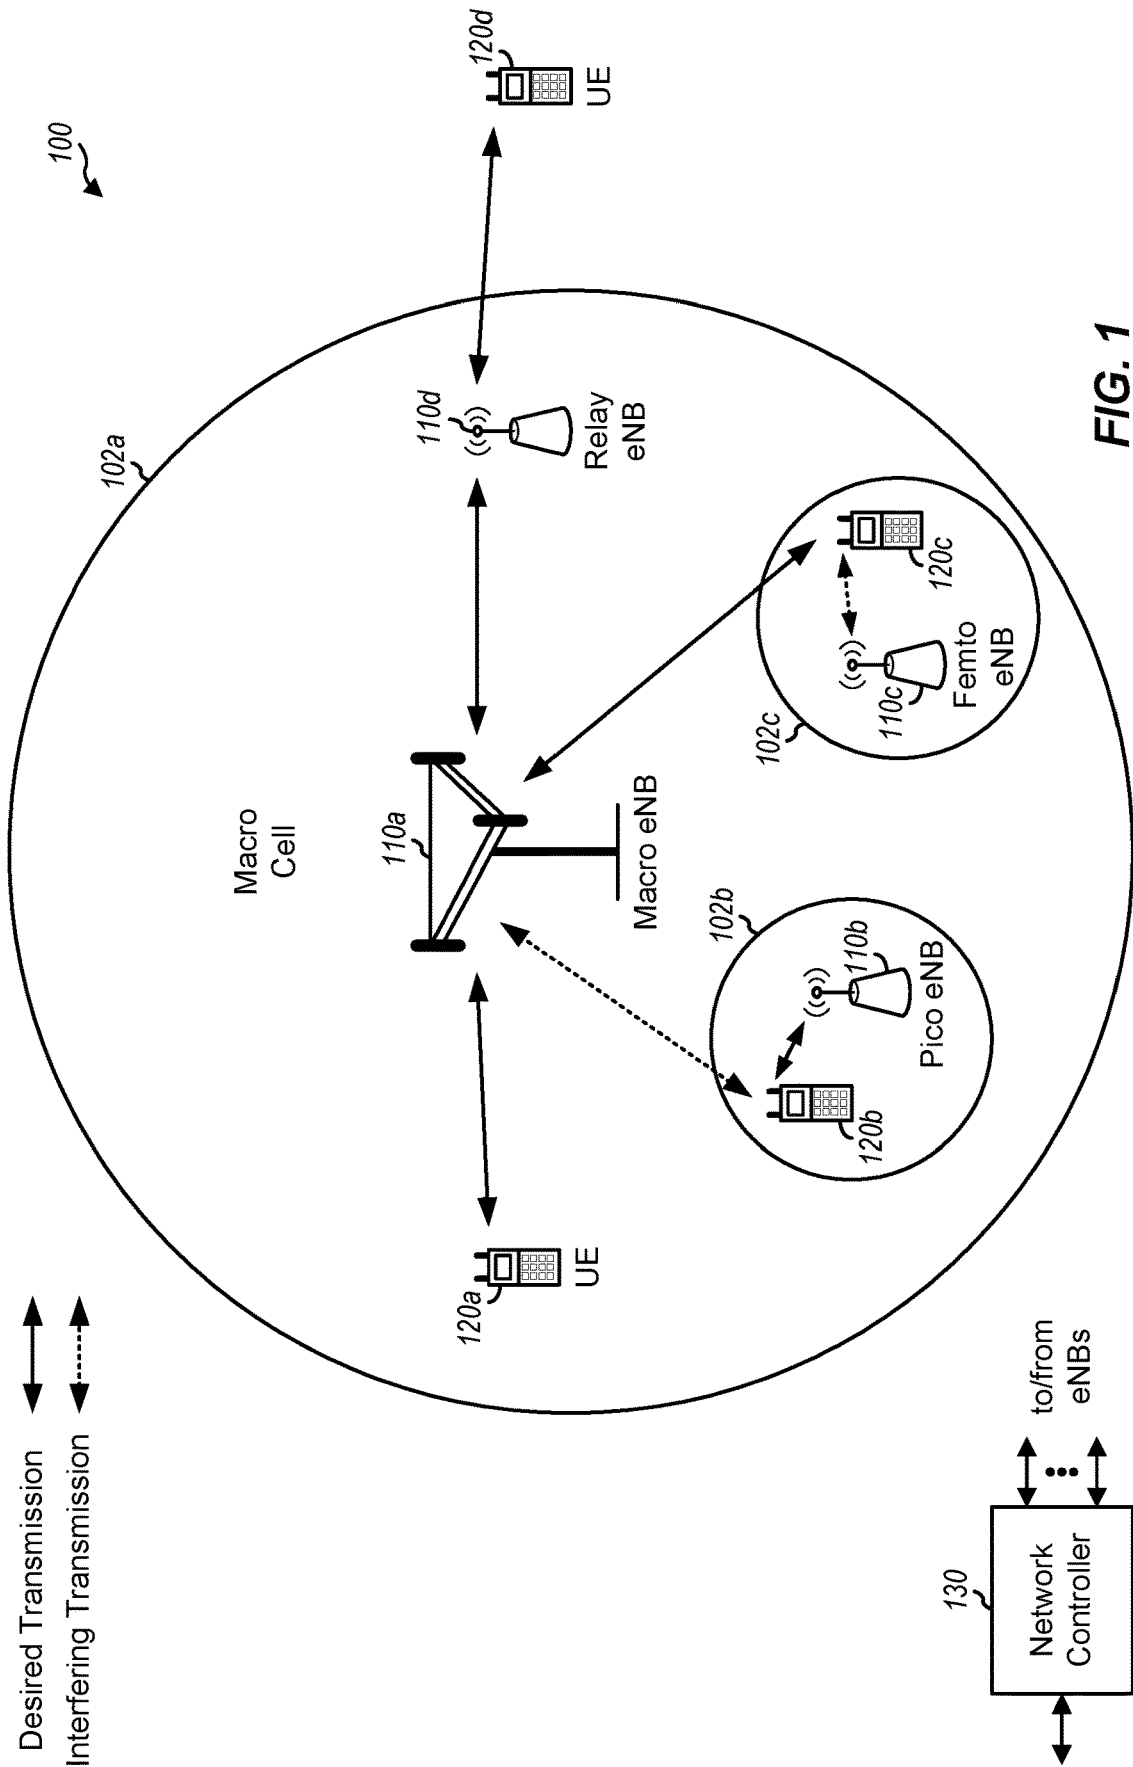 Desired Transmission
Interfering Transmission
100
102a
Macro
Cell
110a
120a
UE
Macro eNB
110d
Relay
eNB
120d
UE
102b
110b
Pico eNB
120b
102c
110c
Femto
eNB
120c
130
Network
Controller
to/from
eNBs
FIG. 1